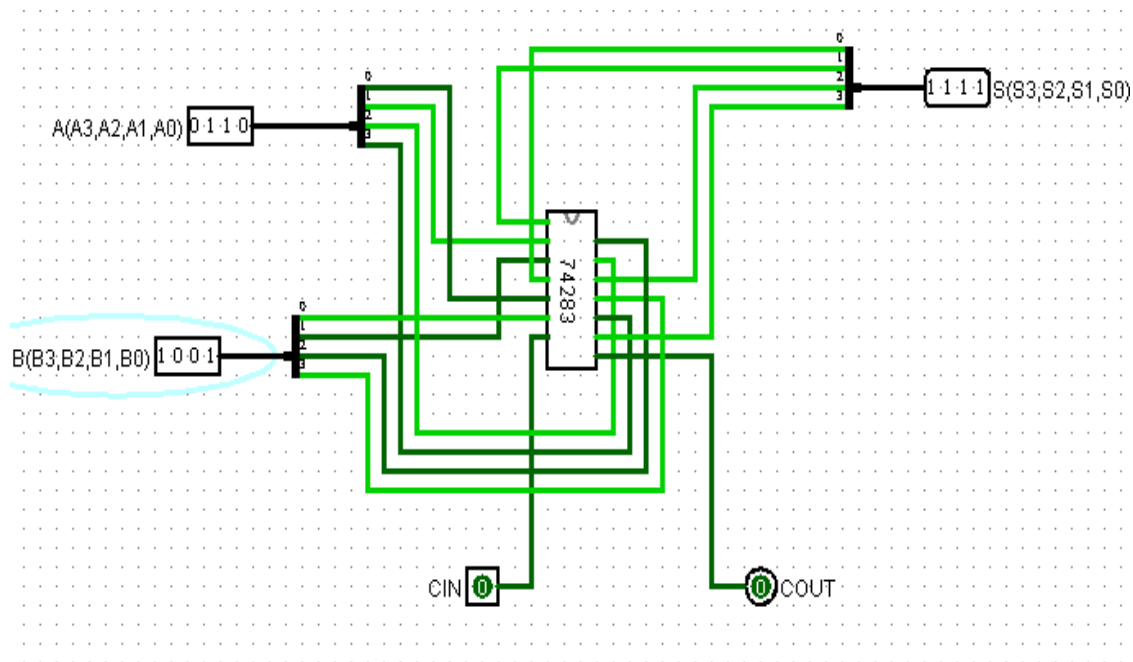 0
1
2
3
1 1 1 1 S(S3,S2,S1,S0)
0
1
2
3
A(A3,A2,A1,A0) 0 1 1 0
74283
0
1
2
3
B(B3,B2,B1,B0) 1 0 0 1
CIN 0
0 COUT